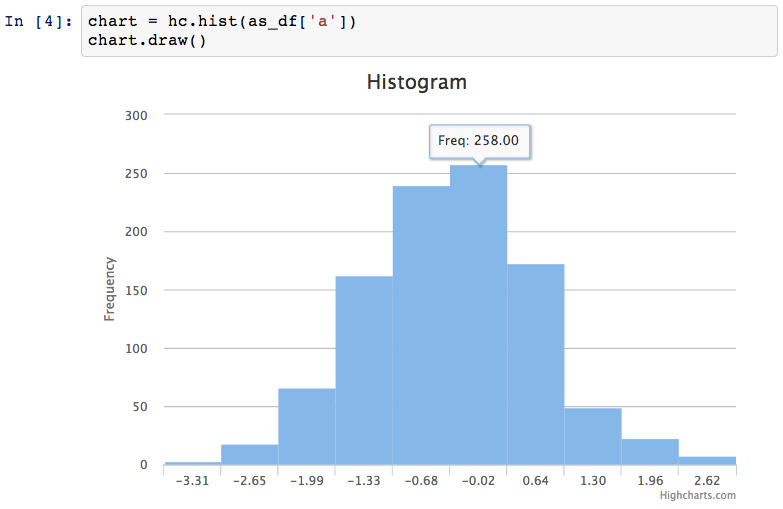 In [4]: chart = hc.hist(as_df['a'])
chart.draw()
Histogram
300
Freq: 258.00
250
200
150
100
50
0
Frequency
−3.31 −2.65 −1.99 −1.33 −0.68 −0.02 0.64 1.30 1.96 2.62
Highcharts.com